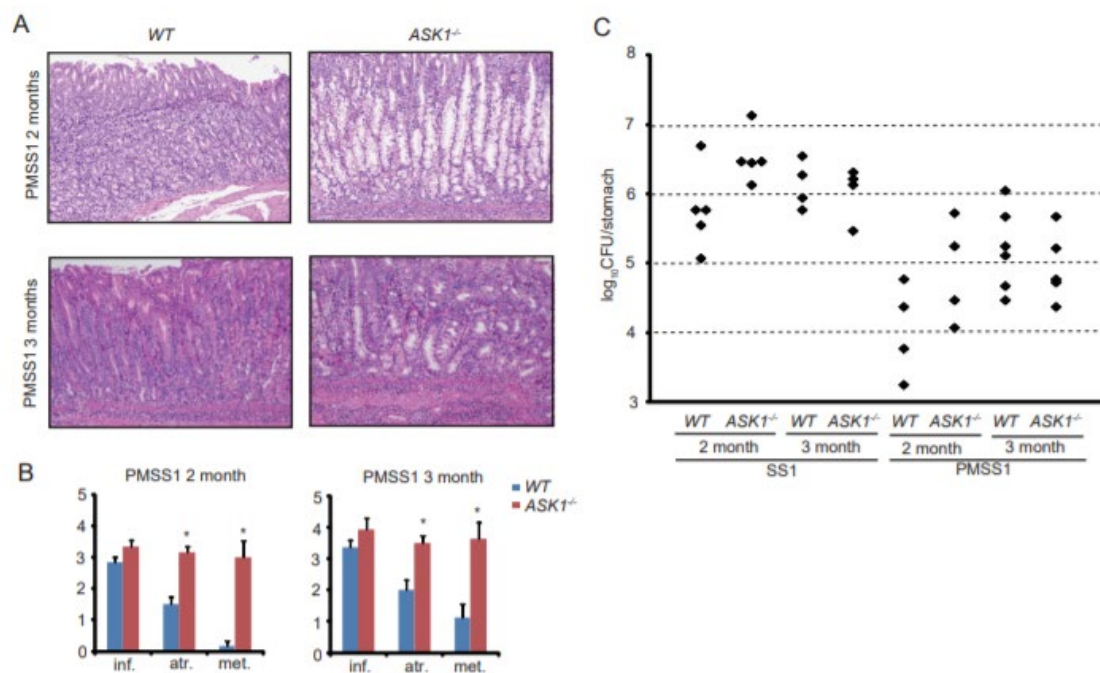 A
WT
ASK1-/-
PMSS1 2 months
PMSS1 3 months
B
PMSS1 2 month
5
4
3
2
1
0
inf. atr. met.
* *
PMSS1 3 month
5
4
3
2
1
0
inf. atr. met.
* *
WT
ASK1-/-
C
log10CFU/stomach
8
7
6
5
4
3
WT ASK1-/- WT ASK1-/- WT ASK1-/- WT ASK1-/-
2 month 3 month 2 month 3 month
SS1 PMSS1